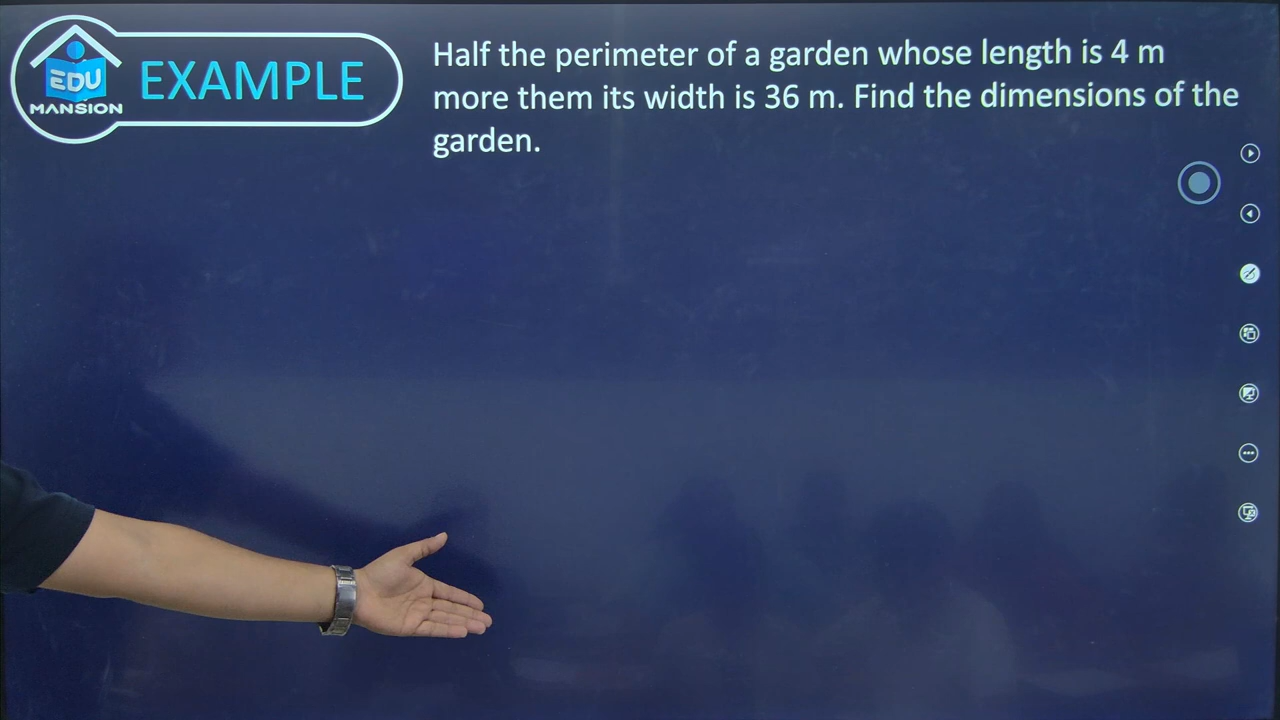 EDU
MANSION
EXAMPLE
Half the perimeter of a garden whose length is 4 m
more them its width is 36 m. Find the dimensions of the
garden.